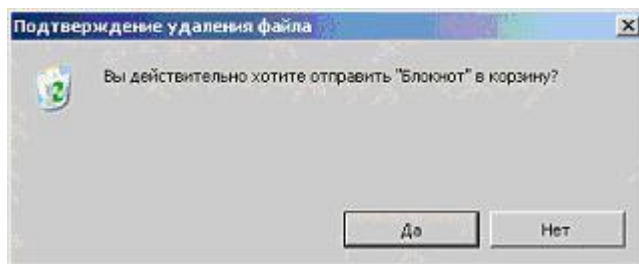 Подтверждение удаления файла
Вы действительно хотите отправить "Блокнот" в корзину?
Да
Нет